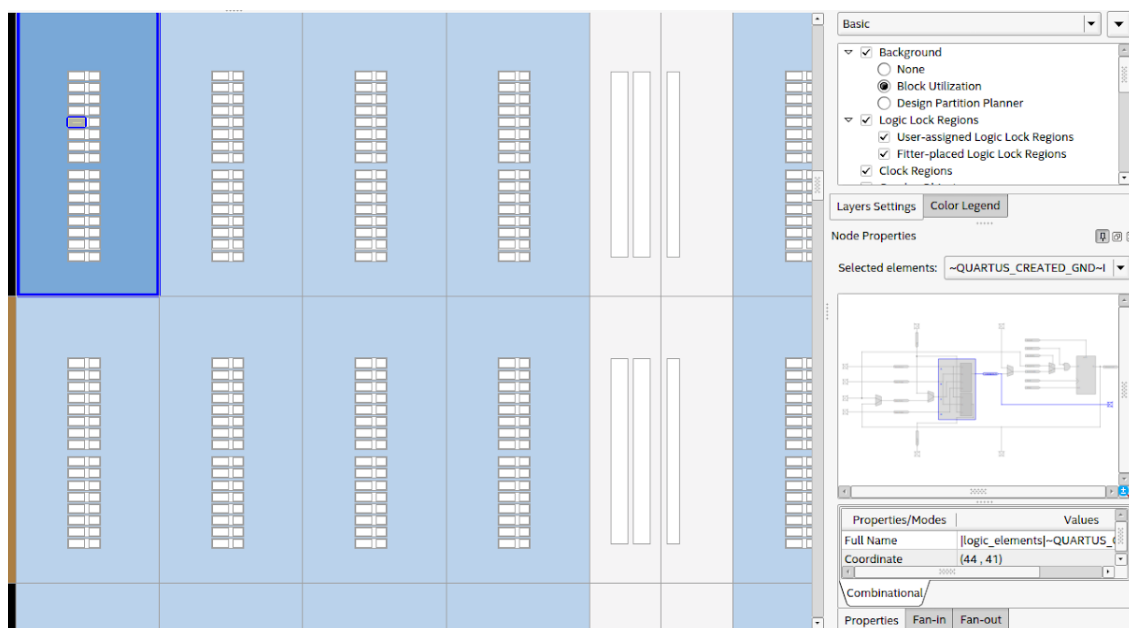 Basic
Background
None
Block Utilization
Design Partition Planner
Logic Lock Regions
User-assigned Logic Lock Regions
Fitter-placed Logic Lock Regions
Clock Regions
Layers Settings Color Legend
Node Properties
Selected elements: ~QUARTUS_CREATED_GND~I
Properties/Modes Values
Full Name |logic_elements|~QUARTUS_
Coordinate (44 , 41)
Combinational
Properties Fan-in Fan-out